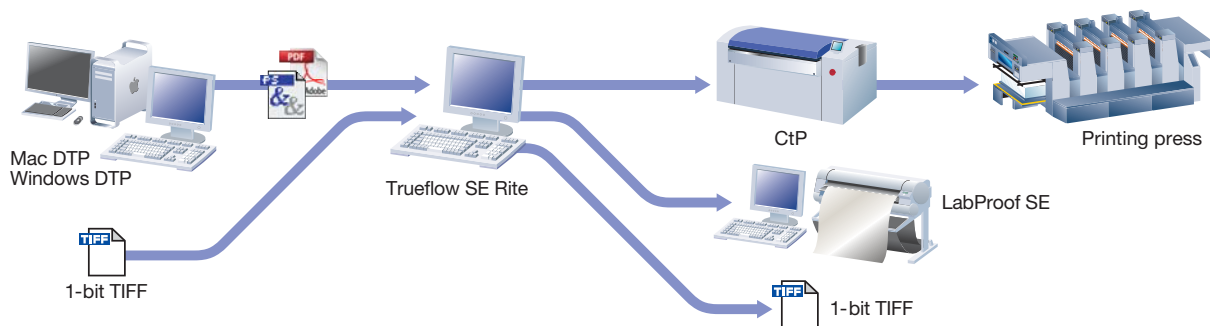 PDF
Adobe
PS
Mac DTP
Windows DTP
Trueflow SE Rite
CtP
Printing press
LabProof SE
TIFF
1-bit TIFF
TIFF
1-bit TIFF